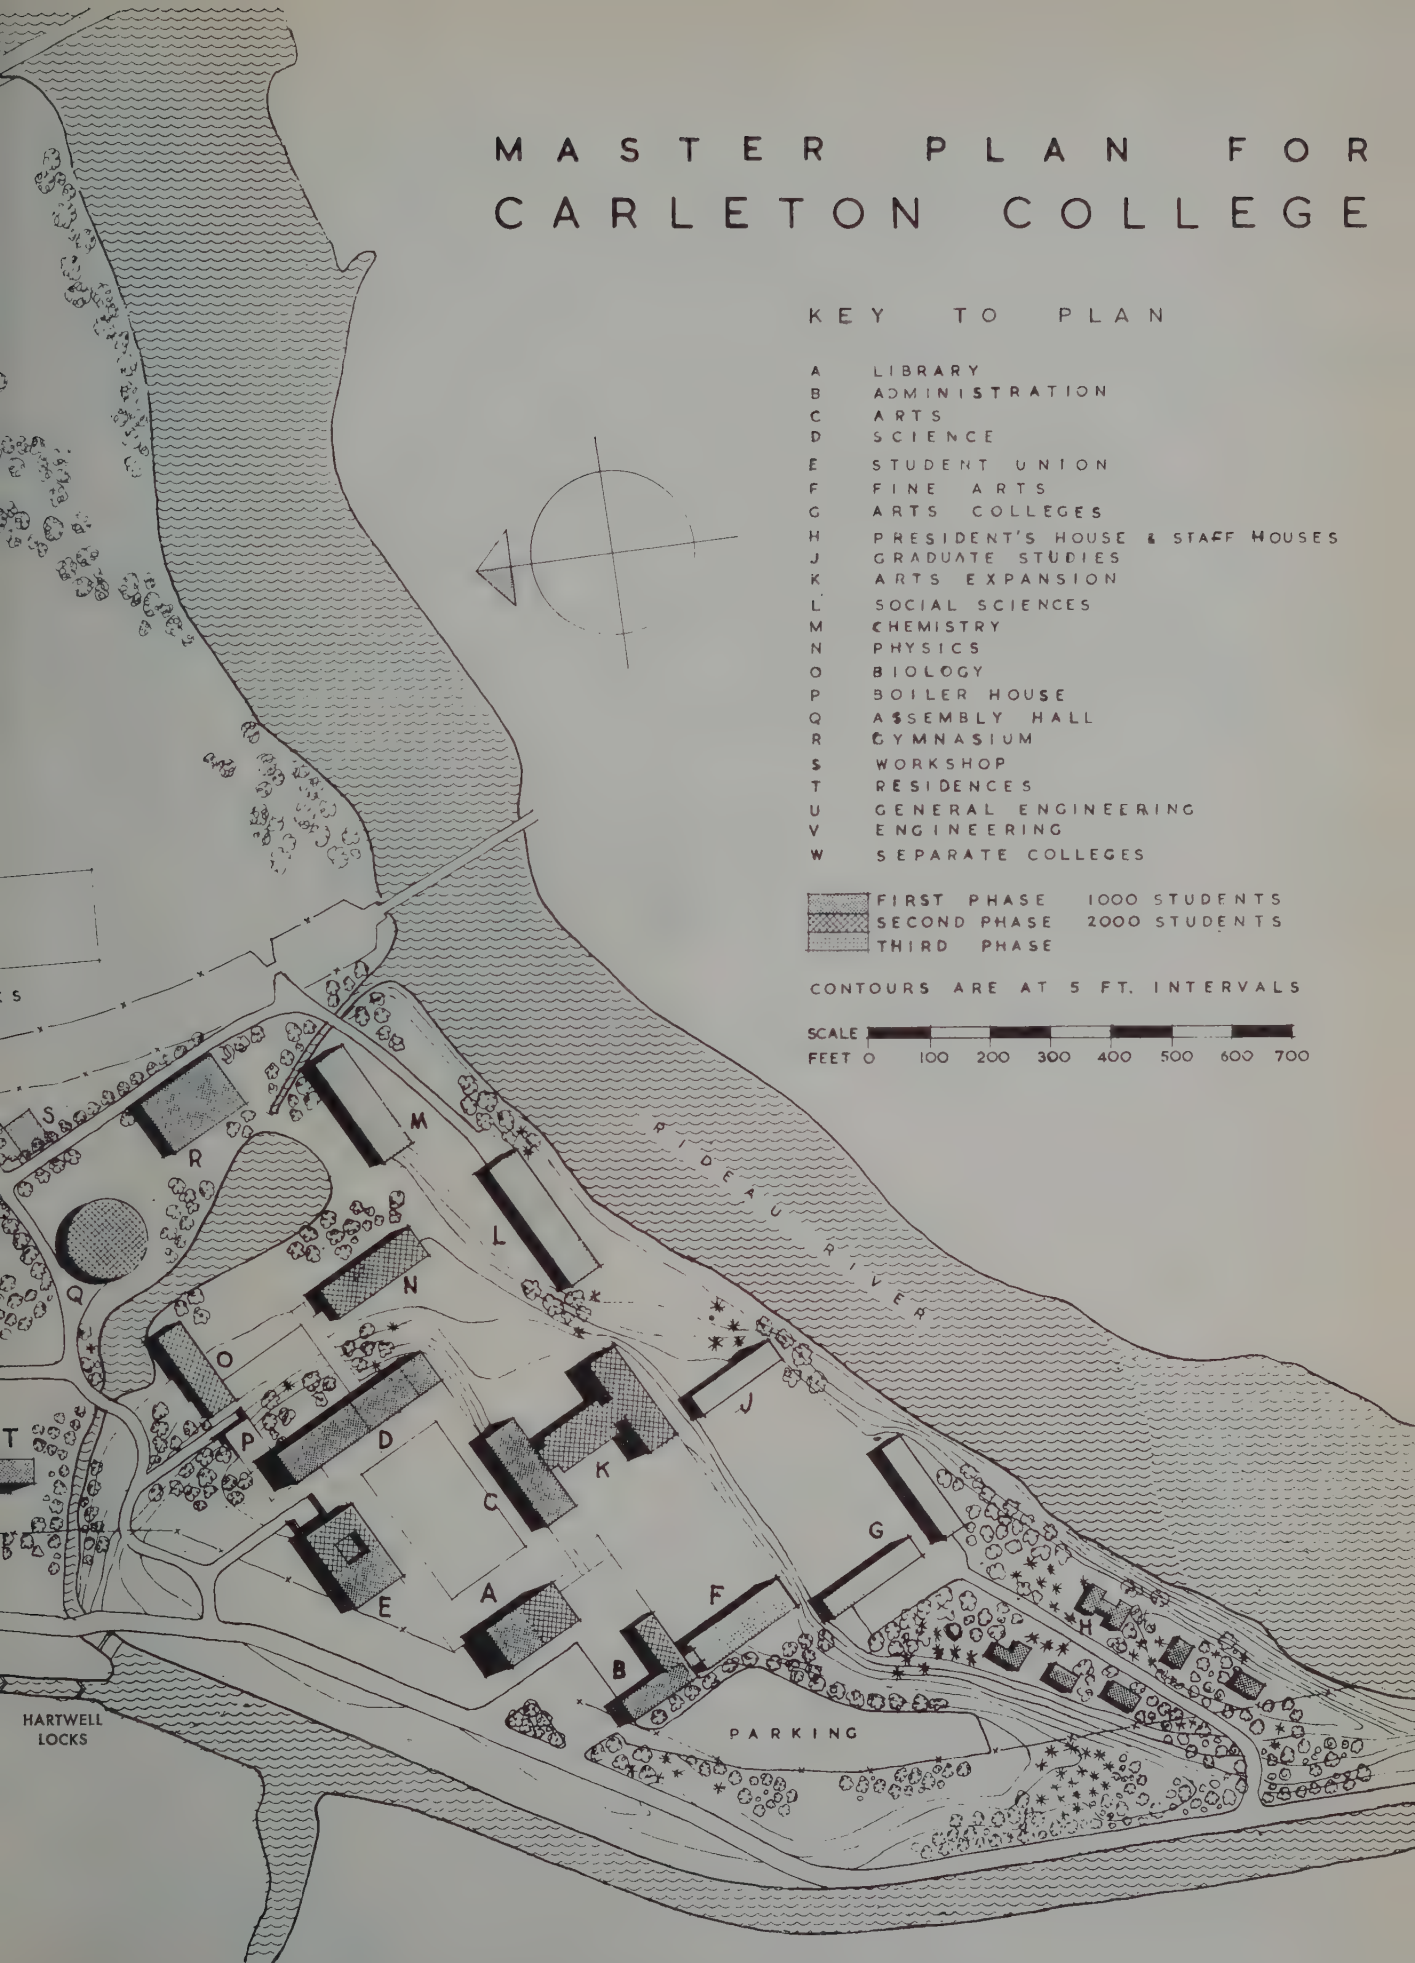 MASTER PLAN FOR
CARLETON COLLEGE
KEY TO PLAN
A LIBRARY
B ADMINISTRATION
C ARTS
D SCIENCE
E STUDENT UNION
F FINE ARTS
G ARTS COLLEGES
H PRESIDENT'S HOUSE & STAFF HOUSES
J GRADUATE STUDIES
K ARTS EXPANSION
L SOCIAL SCIENCES
M CHEMISTRY
N PHYSICS
O BIOLOGY
P BOILER HOUSE
Q ASSEMBLY HALL
R GYMNASIUM
S WORKSHOP
T RESIDENCES
U GENERAL ENGINEERING
V ENGINEERING
W SEPARATE COLLEGES
FIRST PHASE 1000 STUDENTS
SECOND PHASE 2000 STUDENTS
THIRD PHASE
CONTOURS ARE AT 5 FT. INTERVALS
SCALE
FEET 0 100 200 300 400 500 600 700
S
R
M
RIDEAU RIVER
L
Q
N
O
J
T
P
D
K
C
G
T
E
A
F
H
B
HARTWELL
LOCKS
PARKING